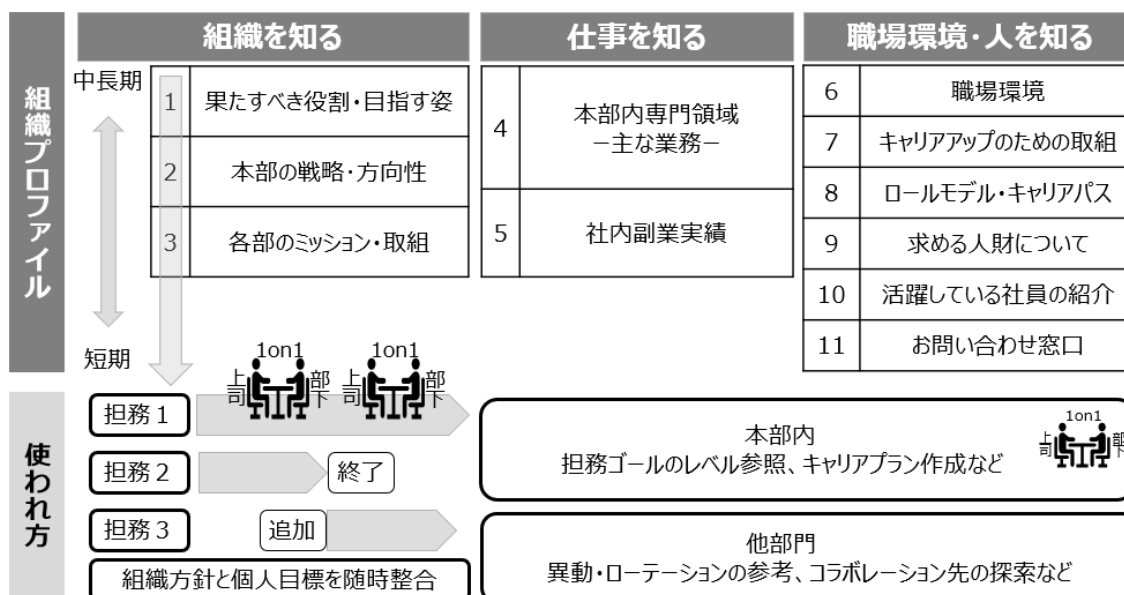 組織プロファイル
組織を知る
仕事を知る
職場環境・人を知る
中長期
短期
1
果たすべき役割・目指す姿
2
本部の戦略・方向性
3
各部のミッション・取組
4
本部内専門領域
－主な業務－
5
社内副業実績
6
職場環境
7
キャリアアップのための取組
8
ロールモデル・キャリアパス
9
求める人財について
10
活躍している社員の紹介
11
お問い合わせ窓口
使われ方
担務１
1on1
上司
部下
1on1
上司
部下
担務２
終了
担務３
追加
組織方針と個人目標を随時整合
本部内
担務ゴールのレベル参照、キャリアプラン作成など
1on1
上司
部下
他部門
異動・ローテーションの参考、コラボレーション先の探索など